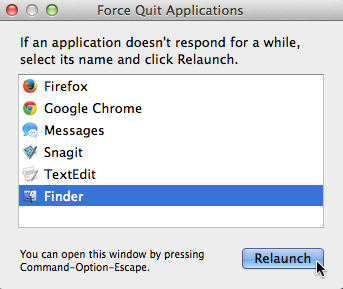 Force Quit Applications
If an application doesn't respond for a while,
select its name and click Relaunch.
Firefox
Google Chrome
Messages
Snagit
TextEdit
Finder
You can open this window by pressing
Command-Option-Escape.
Relaunch